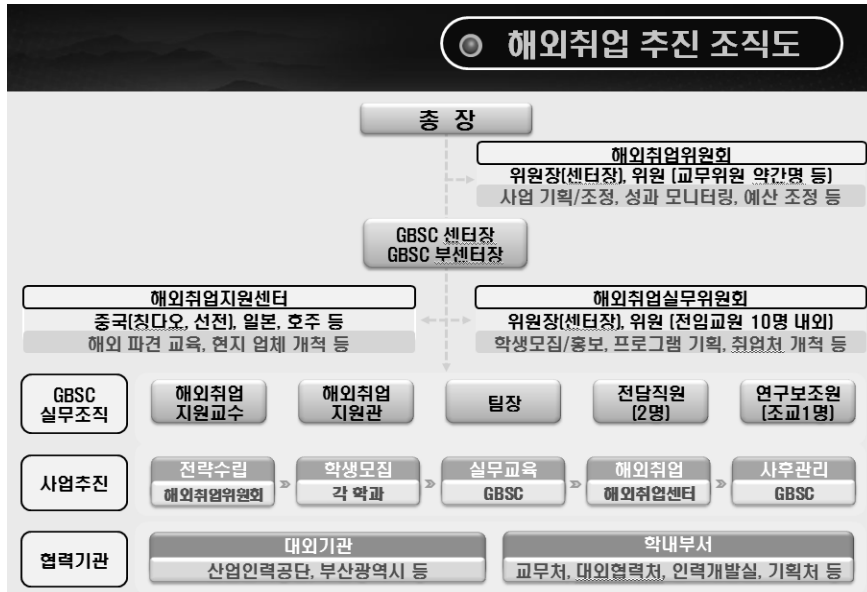 해외취업 추진 조직도
총 장
해외취업위원회
위원장(센터장), 위원 (교무위원 약간명 등)
사업 기획/조정, 성과 모니터링, 예산 조정 등
GBSC 센터장
GBSC 부센터장
해외취업지원센터
중국(칭다오, 선전), 일본, 호주 등
해외 파견 교육, 현지 업체 개척 등
해외취업실무위원회
위원장(센터장), 위원 (전임교원 10명 내외)
학생모집/홍보, 프로그램 기획, 취업처 개척 등
GBSC
실무조직
해외취업
지원교수
해외취업
지원관
팀장
전담직원
(2명)
연구보조원
(조교1명)
사업추진
전략수립
해외취업위원회
학생모집
각 학과
실무교육
GBSC
해외취업
해외취업센터
사후관리
GBSC
협력기관
대외기관
산업인력공단, 부산광역시 등
학내부서
교무처, 대외협력처, 인력개발실, 기획처 등